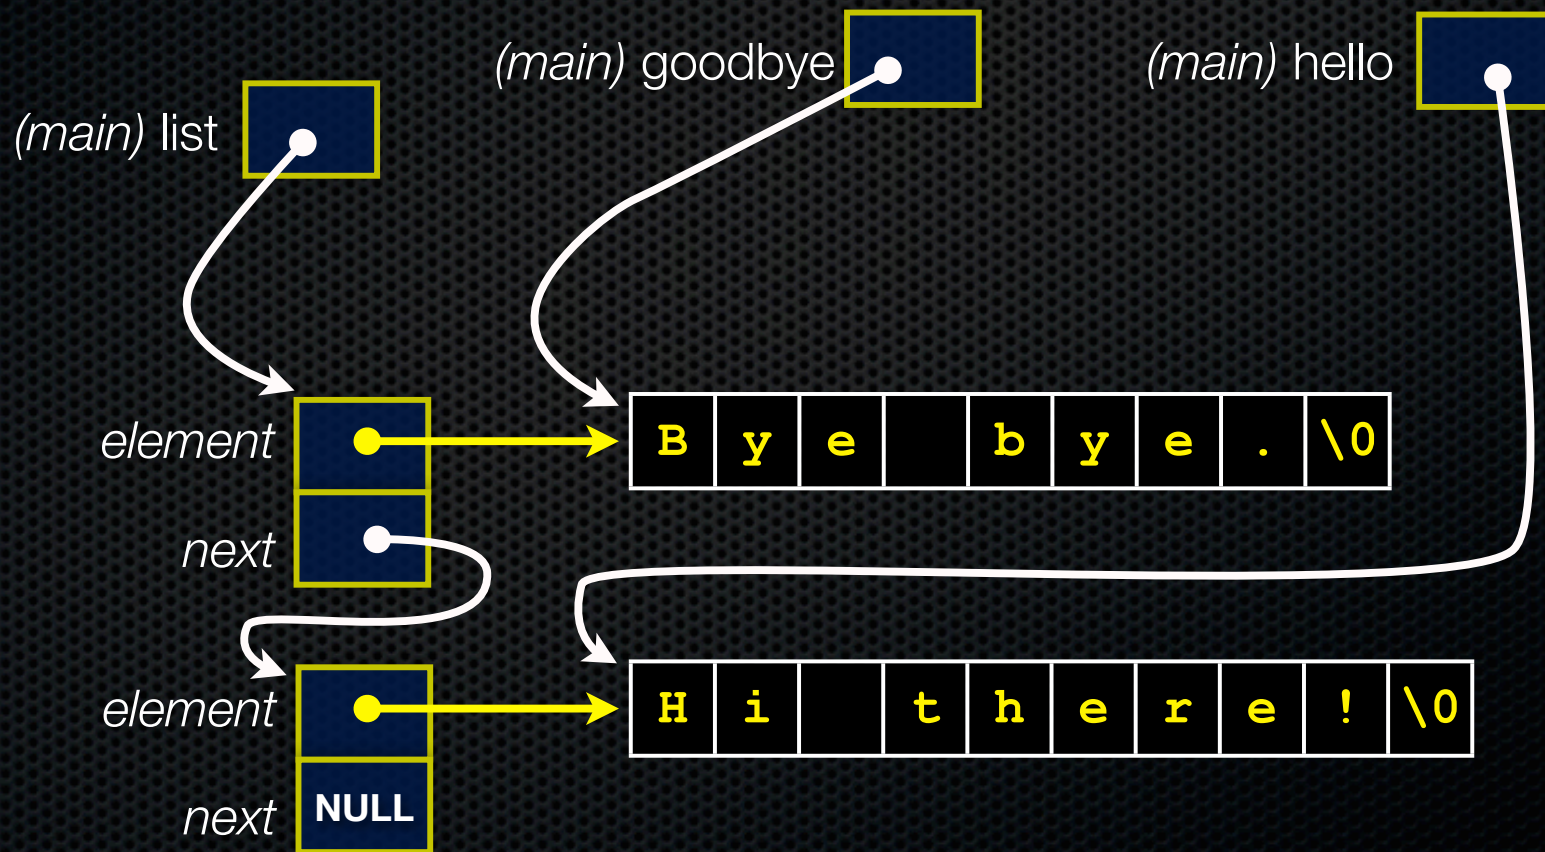 (main) goodbye
(main) hello
(main) list
element
B y e b y e . \0
next
element
H i t h e r e ! \0
next
NULL